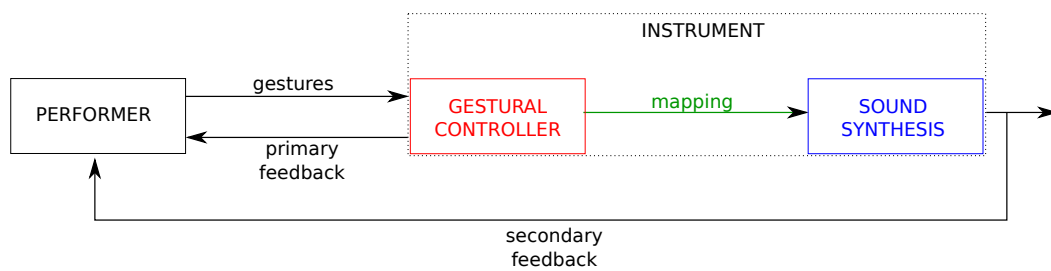 INSTRUMENT
PERFORMER
gestures
primary
feedback
GESTURAL
CONTROLLER
mapping
SOUND
SYNTHESIS
secondary
feedback